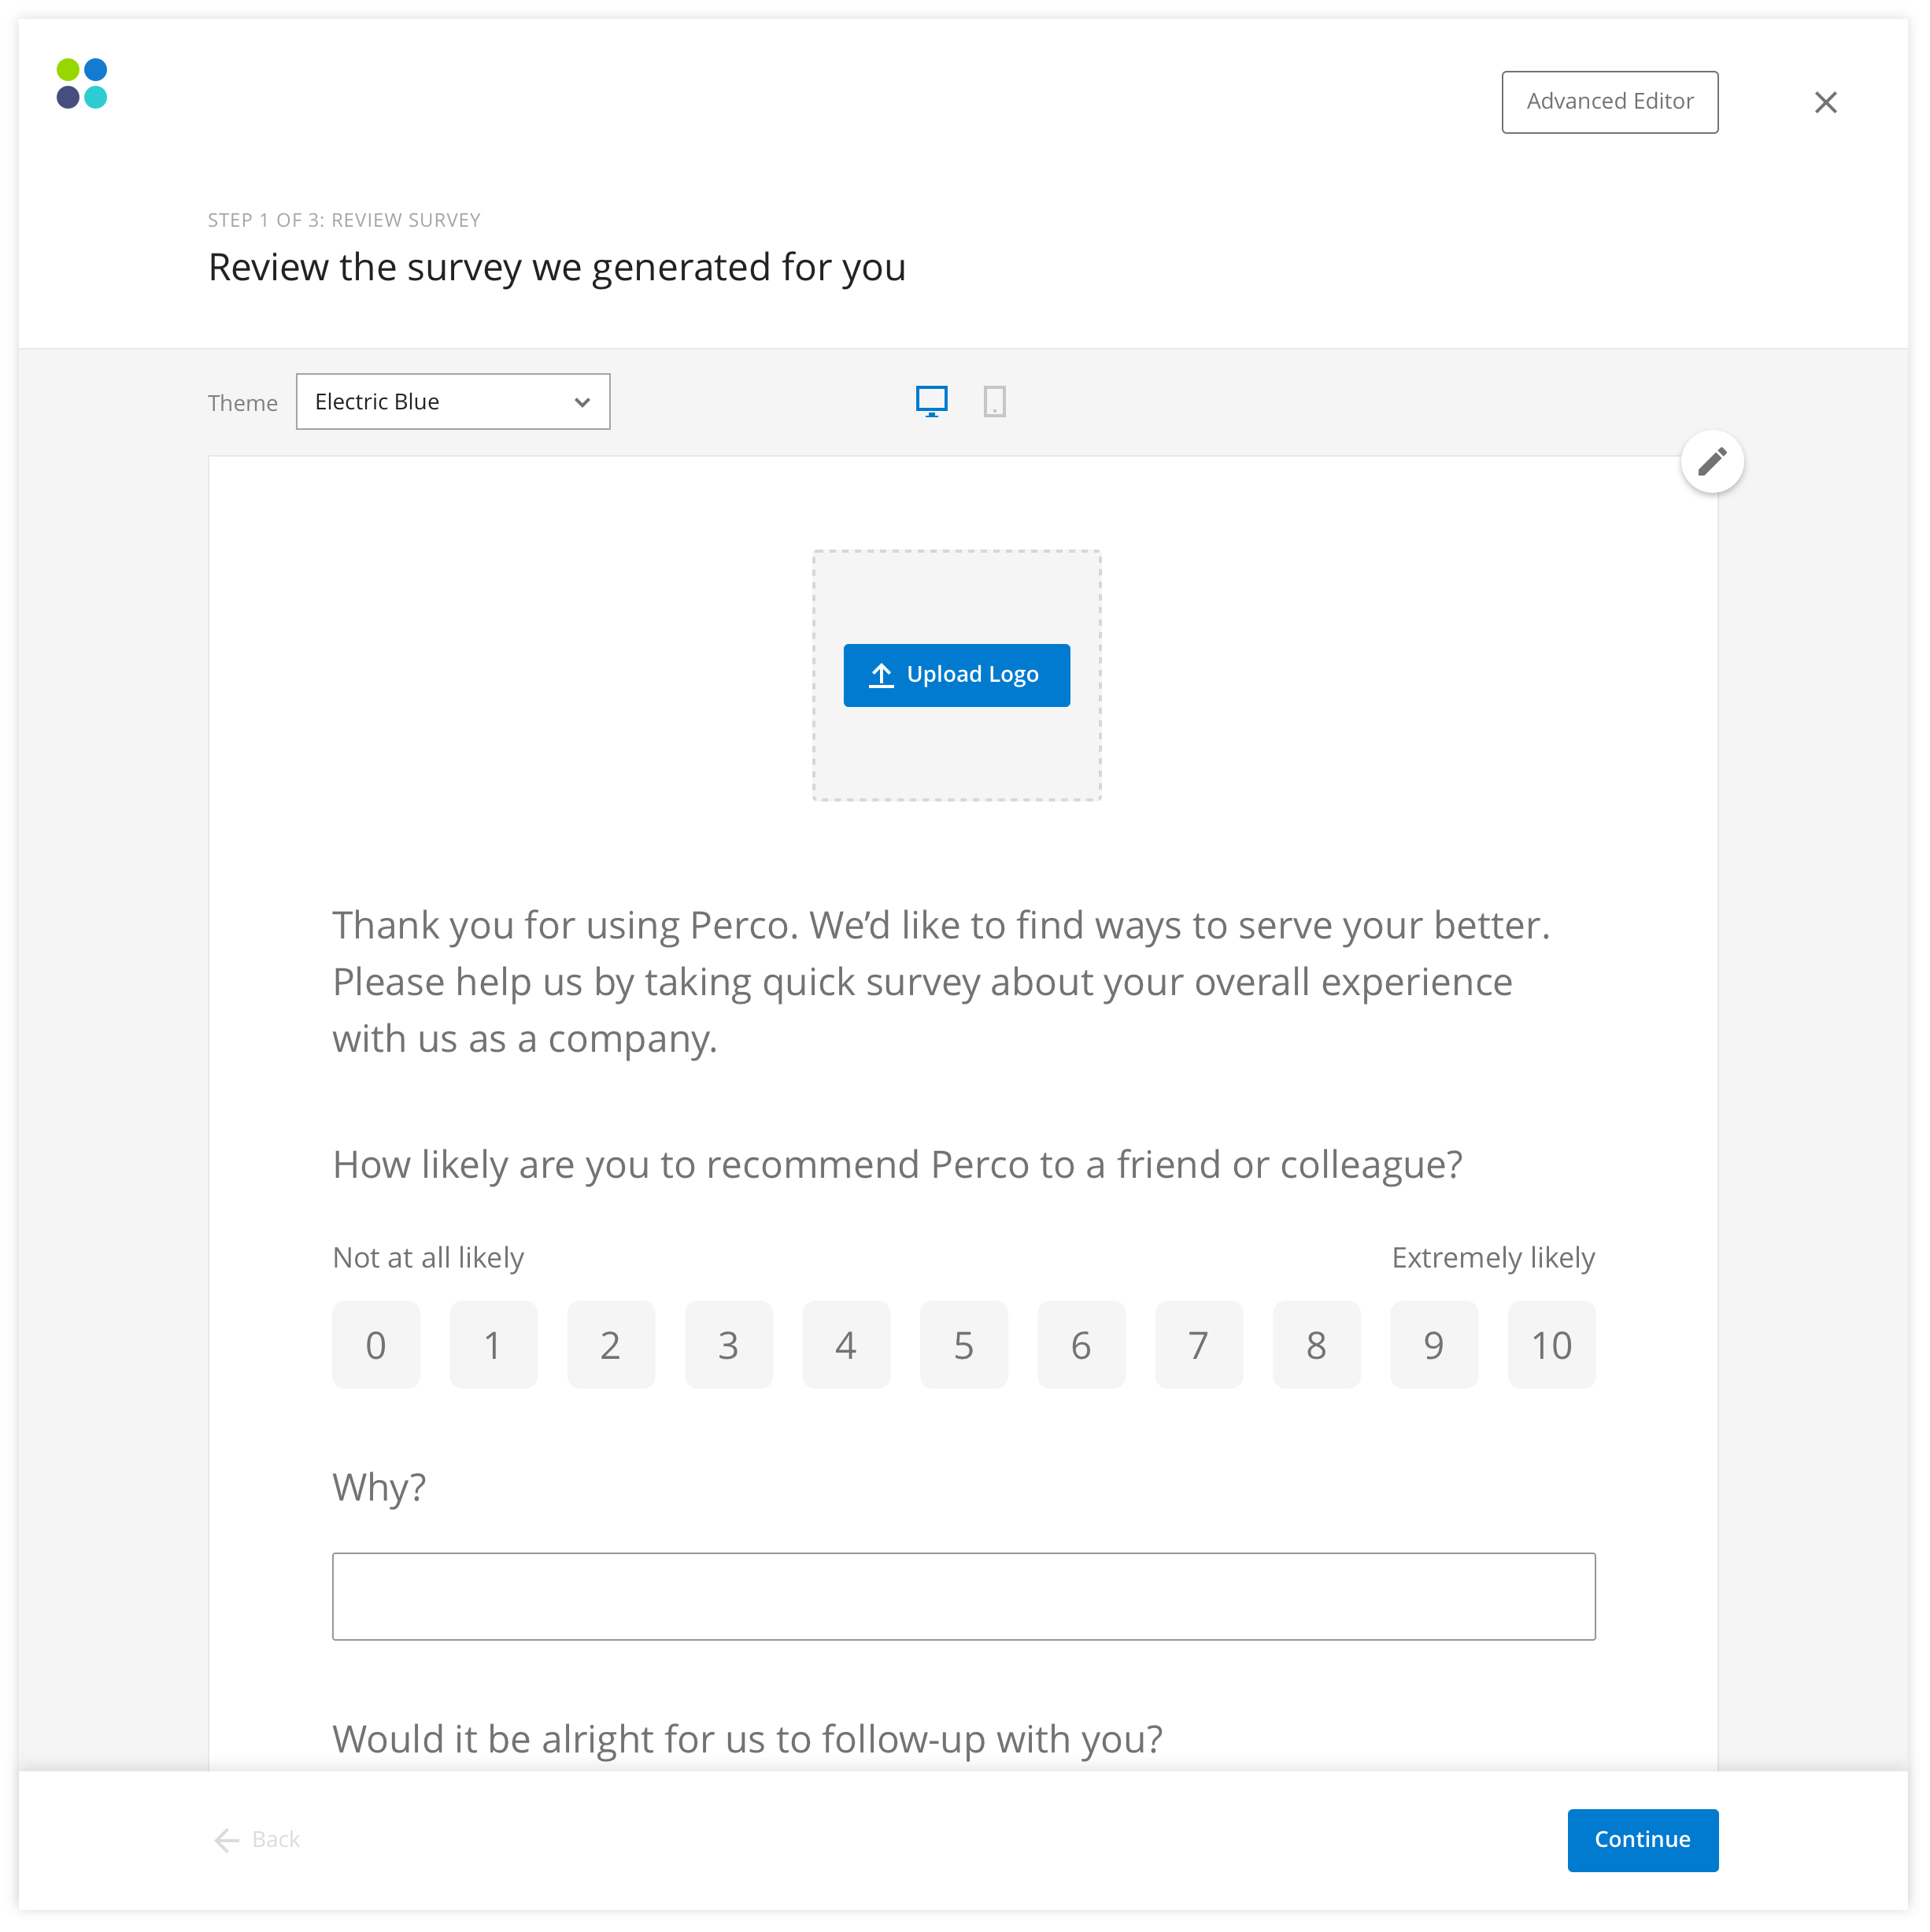 Advanced Editor
STEP 1 OF 3: REVIEW SURVEY
Review the survey we generated for you
Theme
Electric Blue
Upload Logo
Thank you for using Perco. We’d like to find ways to serve your better.
Please help us by taking quick survey about your overall experience
with us as a company.
How likely are you to recommend Perco to a friend or colleague?
Not at all likely
Extremely likely
0 1 2 3 4 5 6 7 8 9 10
Why?
Would it be alright for us to follow-up with you?
Back
Continue